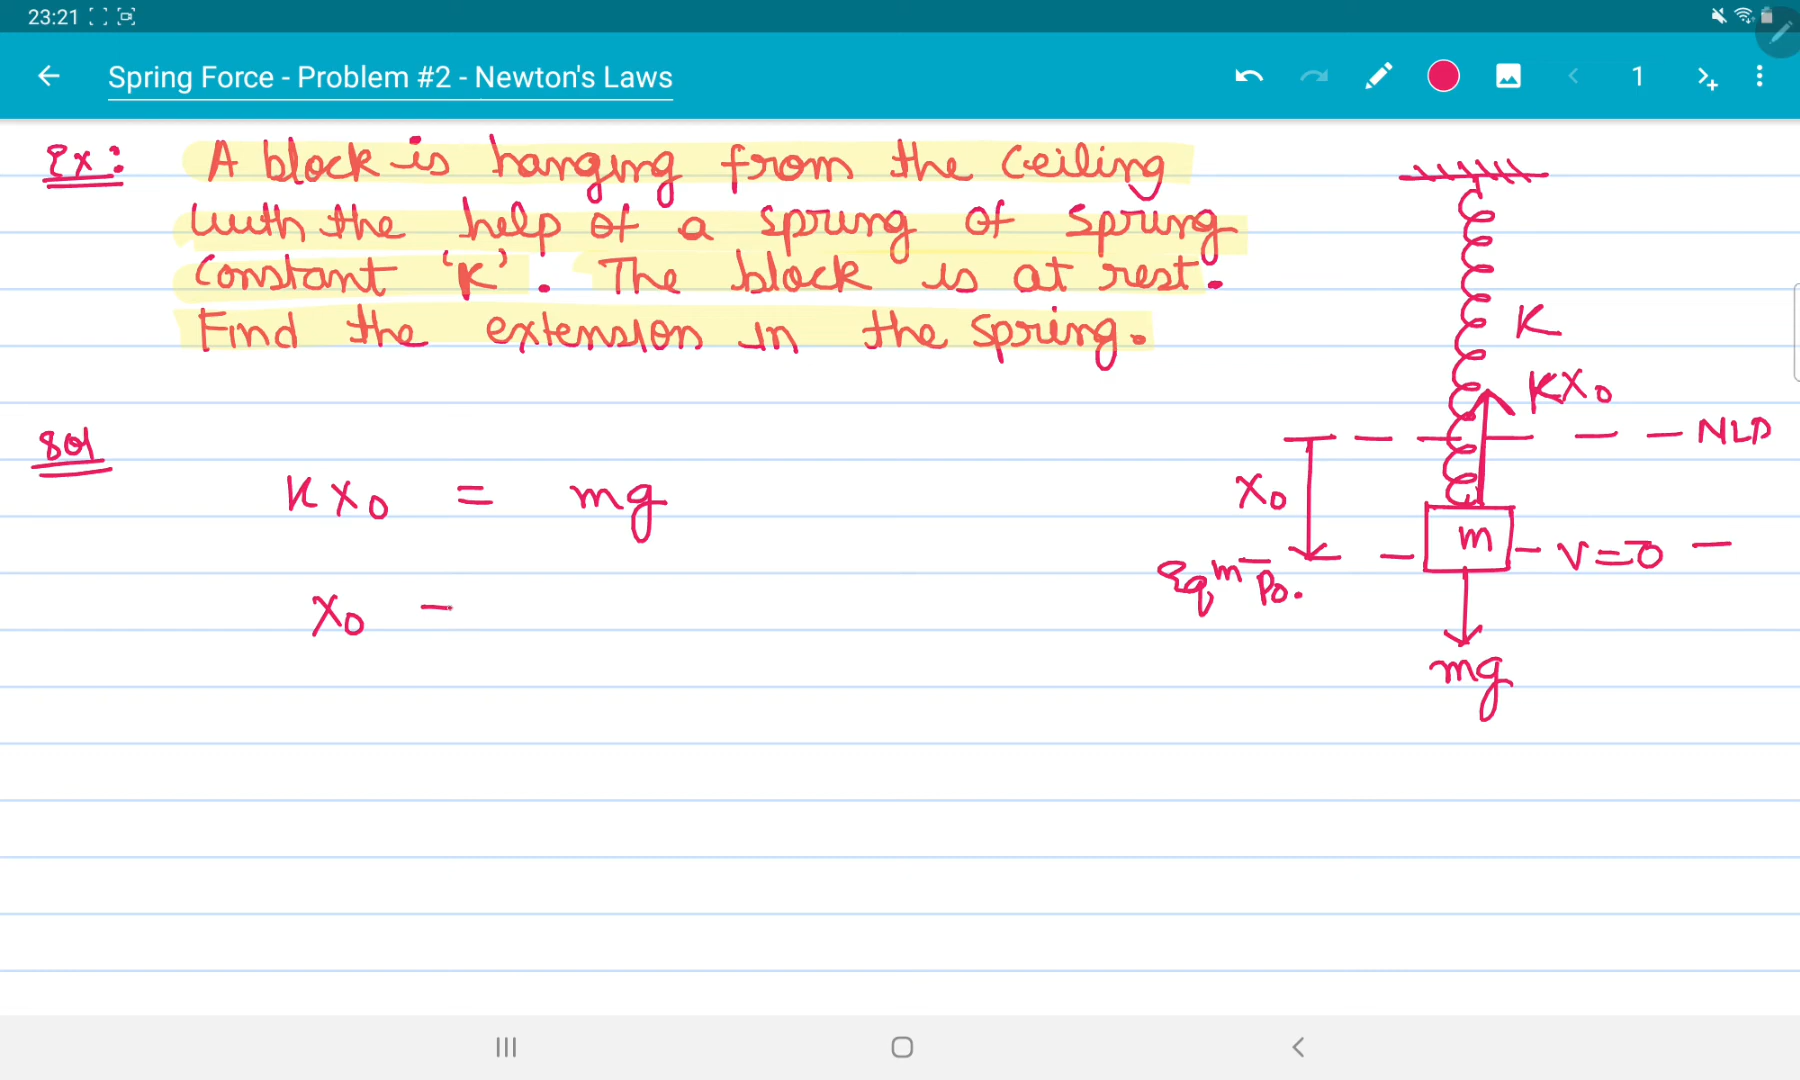 23:21
Spring Force - Problem #2 - Newton's Laws
1
Ex: A block is hanging from the ceiling
with the help of a spring of spring
constant 'K'. The block is at rest.
Find the extension in the spring.
K
KX₀
NLP
Sol
KX₀ = mg
X₀
m
V=0
Eqᵐ Po.
X₀ -
mg